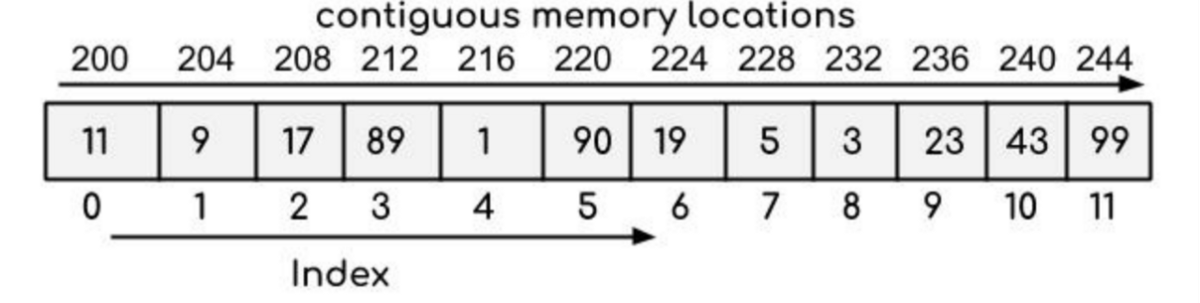 contiguous memory locations
200 204 208 212 216 220 224 228 232 236 240 244
11 9 17 89 1 90 19 5 3 23 43 99
0 1 2 3 4 5 6 7 8 9 10 11
Index